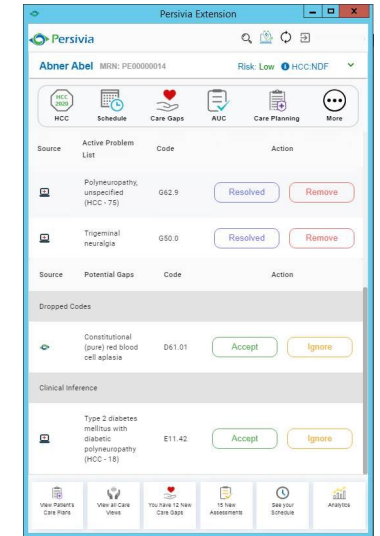 Persivia Extension
Persivia
Abner Abel MRN: PE00000014 Risk: Low HCC:NDF
HCC
2020
HCC Schedule Care Gaps AUC Care Planning More
Source Active Problem List Code Action
Polyneuropathy,
unspecified
(HCC - 75)
G62.9 Resolved Remove
Trigeminal
neuralgia
G50.0 Resolved Remove
Source Potential Gaps Code Action
Dropped Codes
Constitutional
(pure) red blood
cell aplasia
D61.01 Accept Ignore
Clinical Inference
Type 2 diabetes
mellitus with
diabetic
polyneuropathy
(HCC - 18)
E11.42 Accept Ignore
View Patient's
Care Plans
View all Care
Views
You have 12 New
Care Gaps
15 New
Assessments
See your
Schedule
Analytics